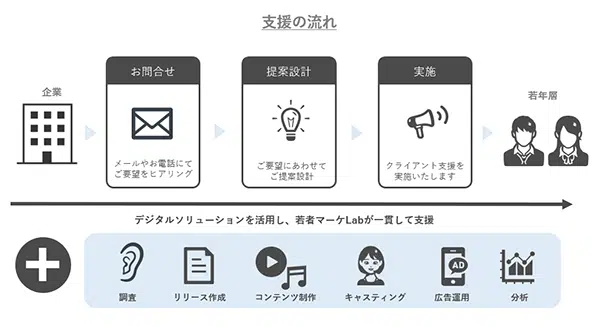 支援の流れ
企業
お問合せ
メールやお電話にて
ご要望をヒアリング
提案設計
ご要望にあわせて
ご提案設計
実施
クライアント支援を
実施いたします
若年層
デジタルソリューションを活用し、若者マーケLabが一貫して支援
調査
リリース作成
コンテンツ制作
キャスティング
AD
広告運用
分析